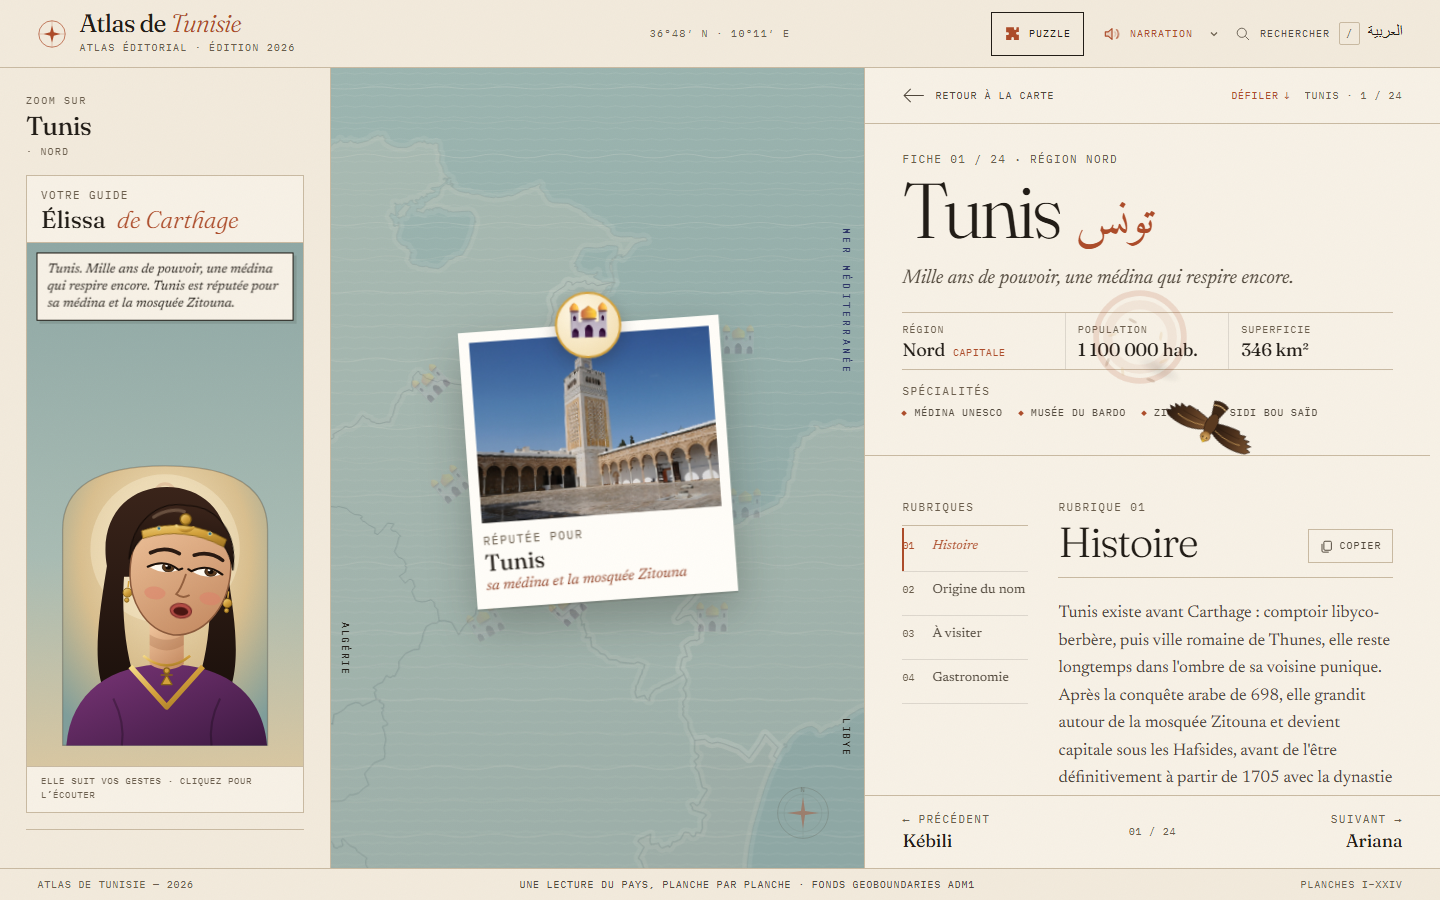 Atlas de Tunisie
ATLAS ÉDITORIAL · ÉDITION 2026
36°48′ N · 10°11′ E
PUZZLE
NARRATION
RECHERCHER /
العربية
ZOOM SUR
Tunis
· NORD
VOTRE GUIDE
Élissa de Carthage
Tunis. Mille ans de pouvoir, une médina
qui respire encore. Tunis est réputée pour
sa médina et la mosquée Zitouna.
ELLE SUIT VOS GESTES · CLIQUEZ POUR
L'ÉCOUTER
MER MÉDITERRANÉE
ALGÉRIE
LIBYE
N
RÉPUTÉE POUR
Tunis
sa médina et la mosquée Zitouna
← RETOUR À LA CARTE
DÉFILER ↓ TUNIS · 1 / 24
FICHE 01 / 24 · RÉGION NORD
Tunis تونس
Mille ans de pouvoir, une médina qui respire encore.
RÉGION
Nord CAPITALE
POPULATION
1 100 000 hab.
SUPERFICIE
346 km²
SPÉCIALITÉS
◆ MÉDINA UNESCO ◆ MUSÉE DU BARDO ◆ SIDI BOU SAÏD
RUBRIQUES
01 Histoire
02 Origine du nom
03 À visiter
04 Gastronomie
RUBRIQUE 01
Histoire
COPIER
Tunis existe avant Carthage : comptoir libyco-
berbère, puis ville romaine de Thunes, elle reste
longtemps dans l'ombre de sa voisine punique.
Après la conquête arabe de 698, elle grandit
autour de la mosquée Zitouna et devient
capitale sous les Hafsides, avant de l'être
définitivement à partir de 1705 avec la dynastie
← PRÉCÉDENT
Kébili
01 / 24
SUIVANT →
Ariana
ATLAS DE TUNISIE — 2026
UNE LECTURE DU PAYS, PLANCHE PAR PLANCHE · FONDS GEOBOUNDARIES ADM1
PLANCHES I–XXIV